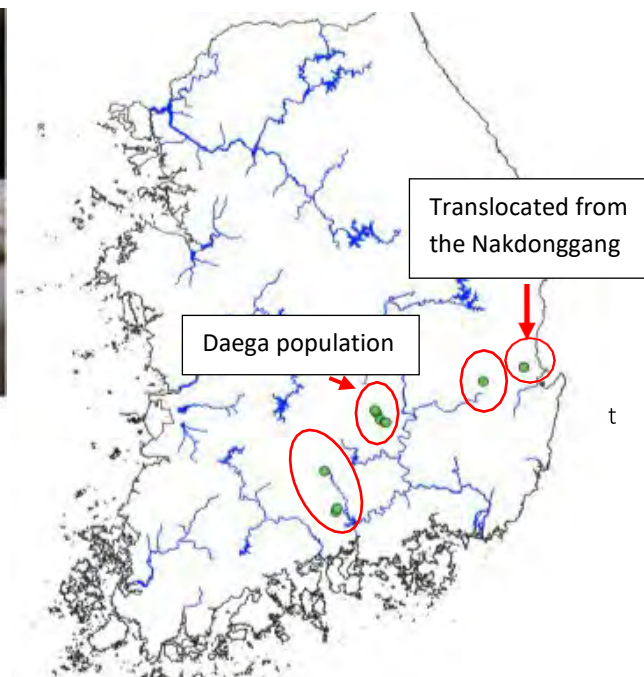 Translocated from
the Nakdonggang
Daega population
t